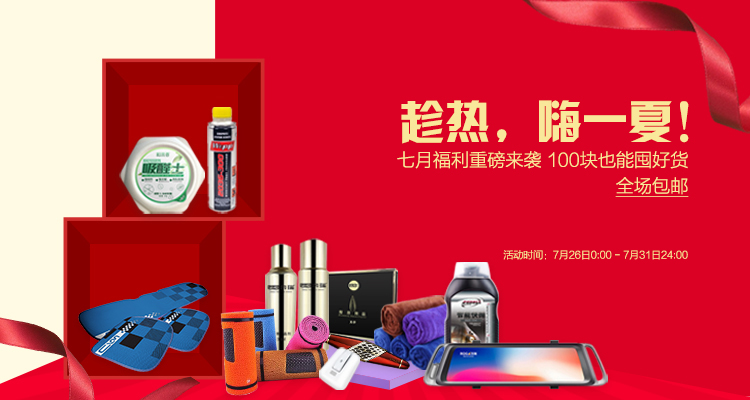 趁热，嗨一夏！
七月福利重磅来袭 100块也能囤好货
全场包邮
活动时间：7月26日0:00 - 7月31日24:00
吸醛王